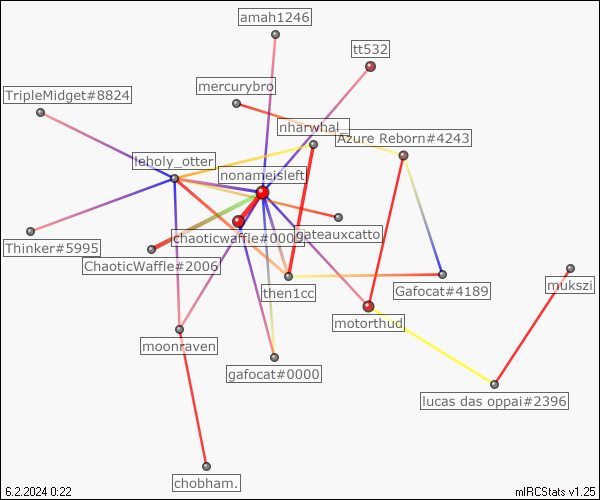 amah1246
tt532
mercurybro
TripleMidget#8824
nharwhal_
Azure Reborn#4243
leholy_otter
nonameisleft
chaoticwaffle#0000
gateauxcatto
Thinker#5995
ChaoticWaffle#2006
then1cc
Gafocat#4189
mukszi
motorthud
moonraven
gafocat#0000
lucas das oppai#2396
chobham.
6.2.2024 0:22
mIRCStats v1.25